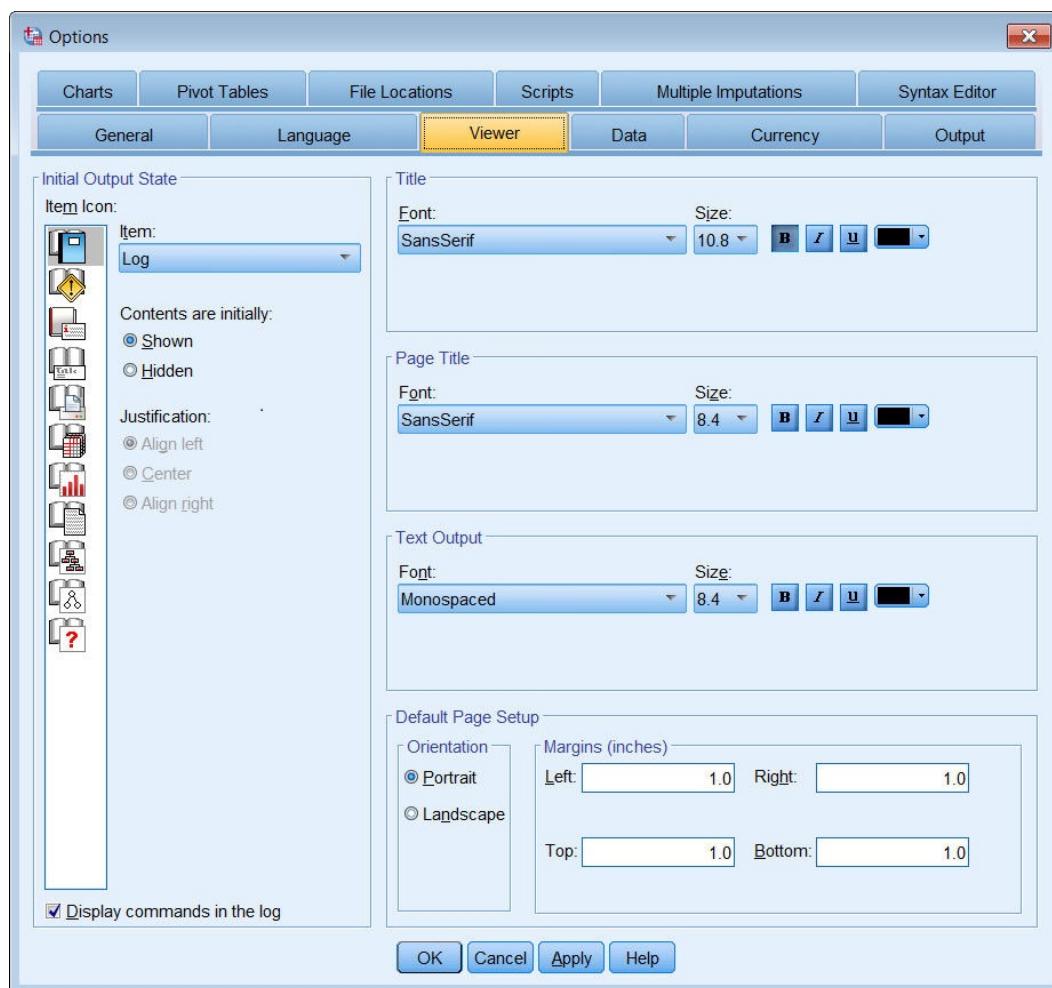 Options
Charts Pivot Tables File Locations Scripts Multiple Imputations Syntax Editor
General Language Viewer Data Currency Output
Initial Output State
Item Icon:
Item:
Log
Contents are initially:
Shown
Hidden
Justification:
Align left
Center
Align right
Display commands in the log
Title
Font: Size:
SansSerif 10.8 B I U
Page Title
Font: Size:
SansSerif 8.4 B I U
Text Output
Font: Size:
Monospaced 8.4 B I U
Default Page Setup
Orientation
Portrait
Landscape
Margins (inches)
Left: 1.0 Right: 1.0
Top: 1.0 Bottom: 1.0
OK Cancel Apply Help